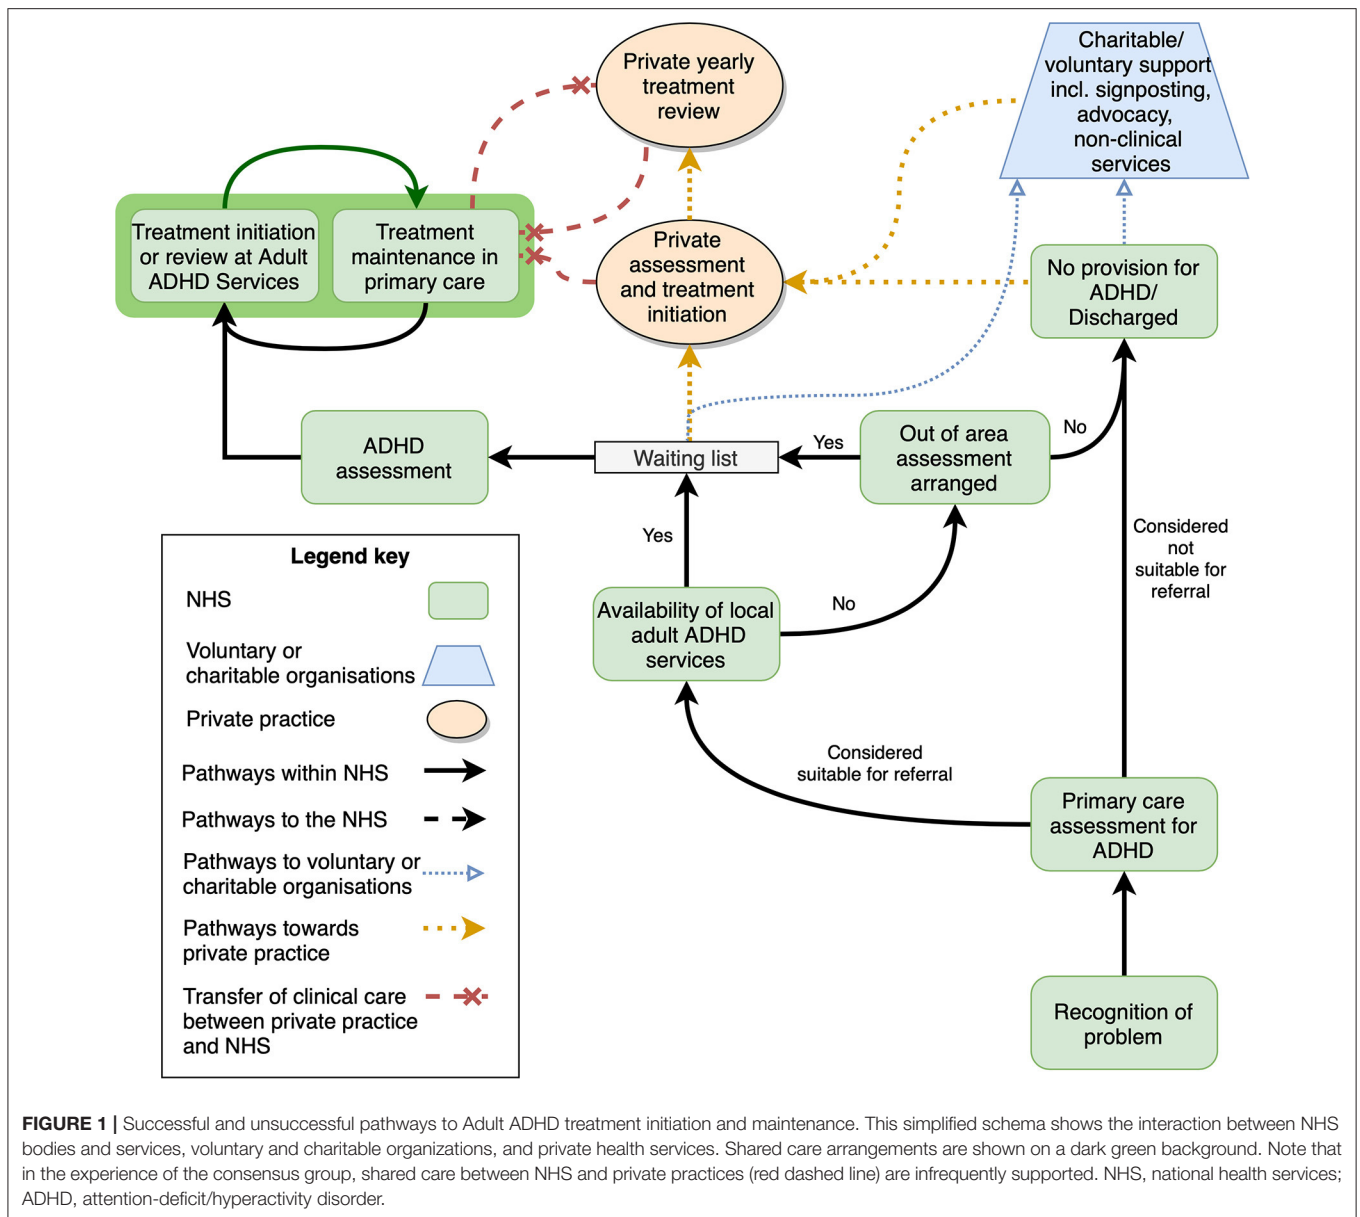 Private yearly
treatment
review
Charitable/
voluntary support
incl. signposting,
advocacy,
non-clinical
services
Treatment initiation
or review at Adult
ADHD Services
Treatment
maintenance in
primary care
Private
assessment
and treatment
initiation
No provision for
ADHD/
Discharged
ADHD
assessment
Waiting list
Yes
Out of area
assessment
arranged
No
Yes
Considered
not
suitable for
referral
Availability of local
adult ADHD
services
No
Considered
suitable for referral
Primary care
assessment for
ADHD
Recognition of
problem
Legend key
NHS
Voluntary or
charitable organisations
Private practice
Pathways within NHS
Pathways to the NHS
Pathways to voluntary or
charitable organisations
Pathways towards
private practice
Transfer of clinical care
between private practice
and NHS
FIGURE 1 | Successful and unsuccessful pathways to Adult ADHD treatment initiation and maintenance. This simplified schema shows the interaction between NHS
bodies and services, voluntary and charitable organizations, and private health services. Shared care arrangements are shown on a dark green background. Note that
in the experience of the consensus group, shared care between NHS and private practices (red dashed line) are infrequently supported. NHS, national health services;
ADHD, attention-deficit/hyperactivity disorder.